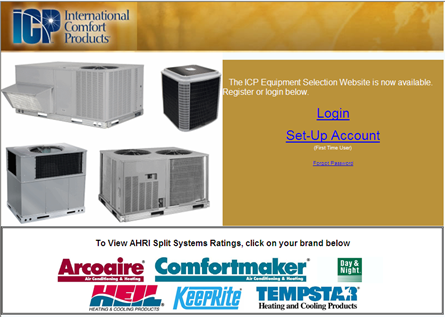 ICP
International
Comfort
Products
The ICP Equipment Selection Website is now available.
Register or login below.
Login
Set-Up Account
(First Time User)
Forgot Password
To View AHRI Split Systems Ratings, click on your brand below
Arcoaire
Air Conditioning & Heating
Comfortmaker
Air Conditioning & Heating
Day &
Night
HEIL
HEATING & COOLING PRODUCTS
KeepRite
TEMPSTAR
Heating and Cooling Products